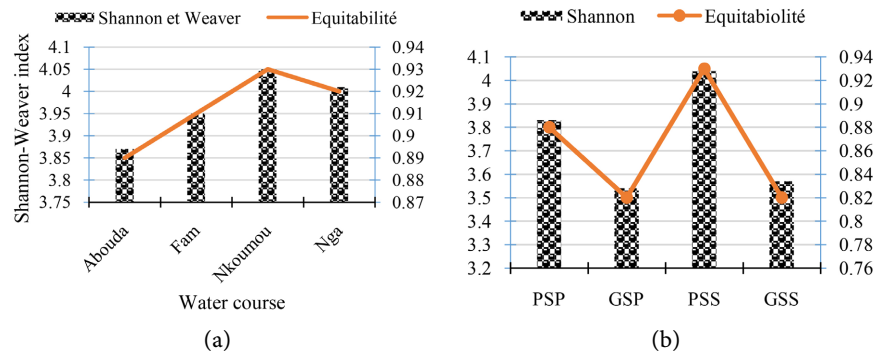 Shannon et Weaver
Equitabilité
Shannon-Weaver index
4.1
4.05
4
3.95
3.9
3.85
3.8
3.75
0.94
0.93
0.92
0.91
0.9
0.89
0.88
0.87
Abouda
Fam
Nkoumou
Nga
Water course
(a)
Shannon
Equitabiolité
4.1
4
3.9
3.8
3.7
3.6
3.5
3.4
3.3
3.2
0.94
0.92
0.9
0.88
0.86
0.84
0.82
0.8
0.78
0.76
PSP
GSP
PSS
GSS
(b)